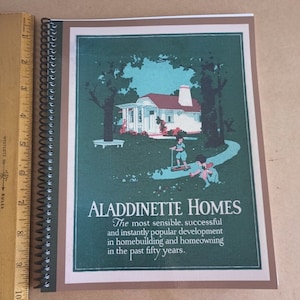 ALADDINETTE HOMES
The most sensible, successful
and instantly popular development
in homebuilding and homeowning
in the past fifty years.